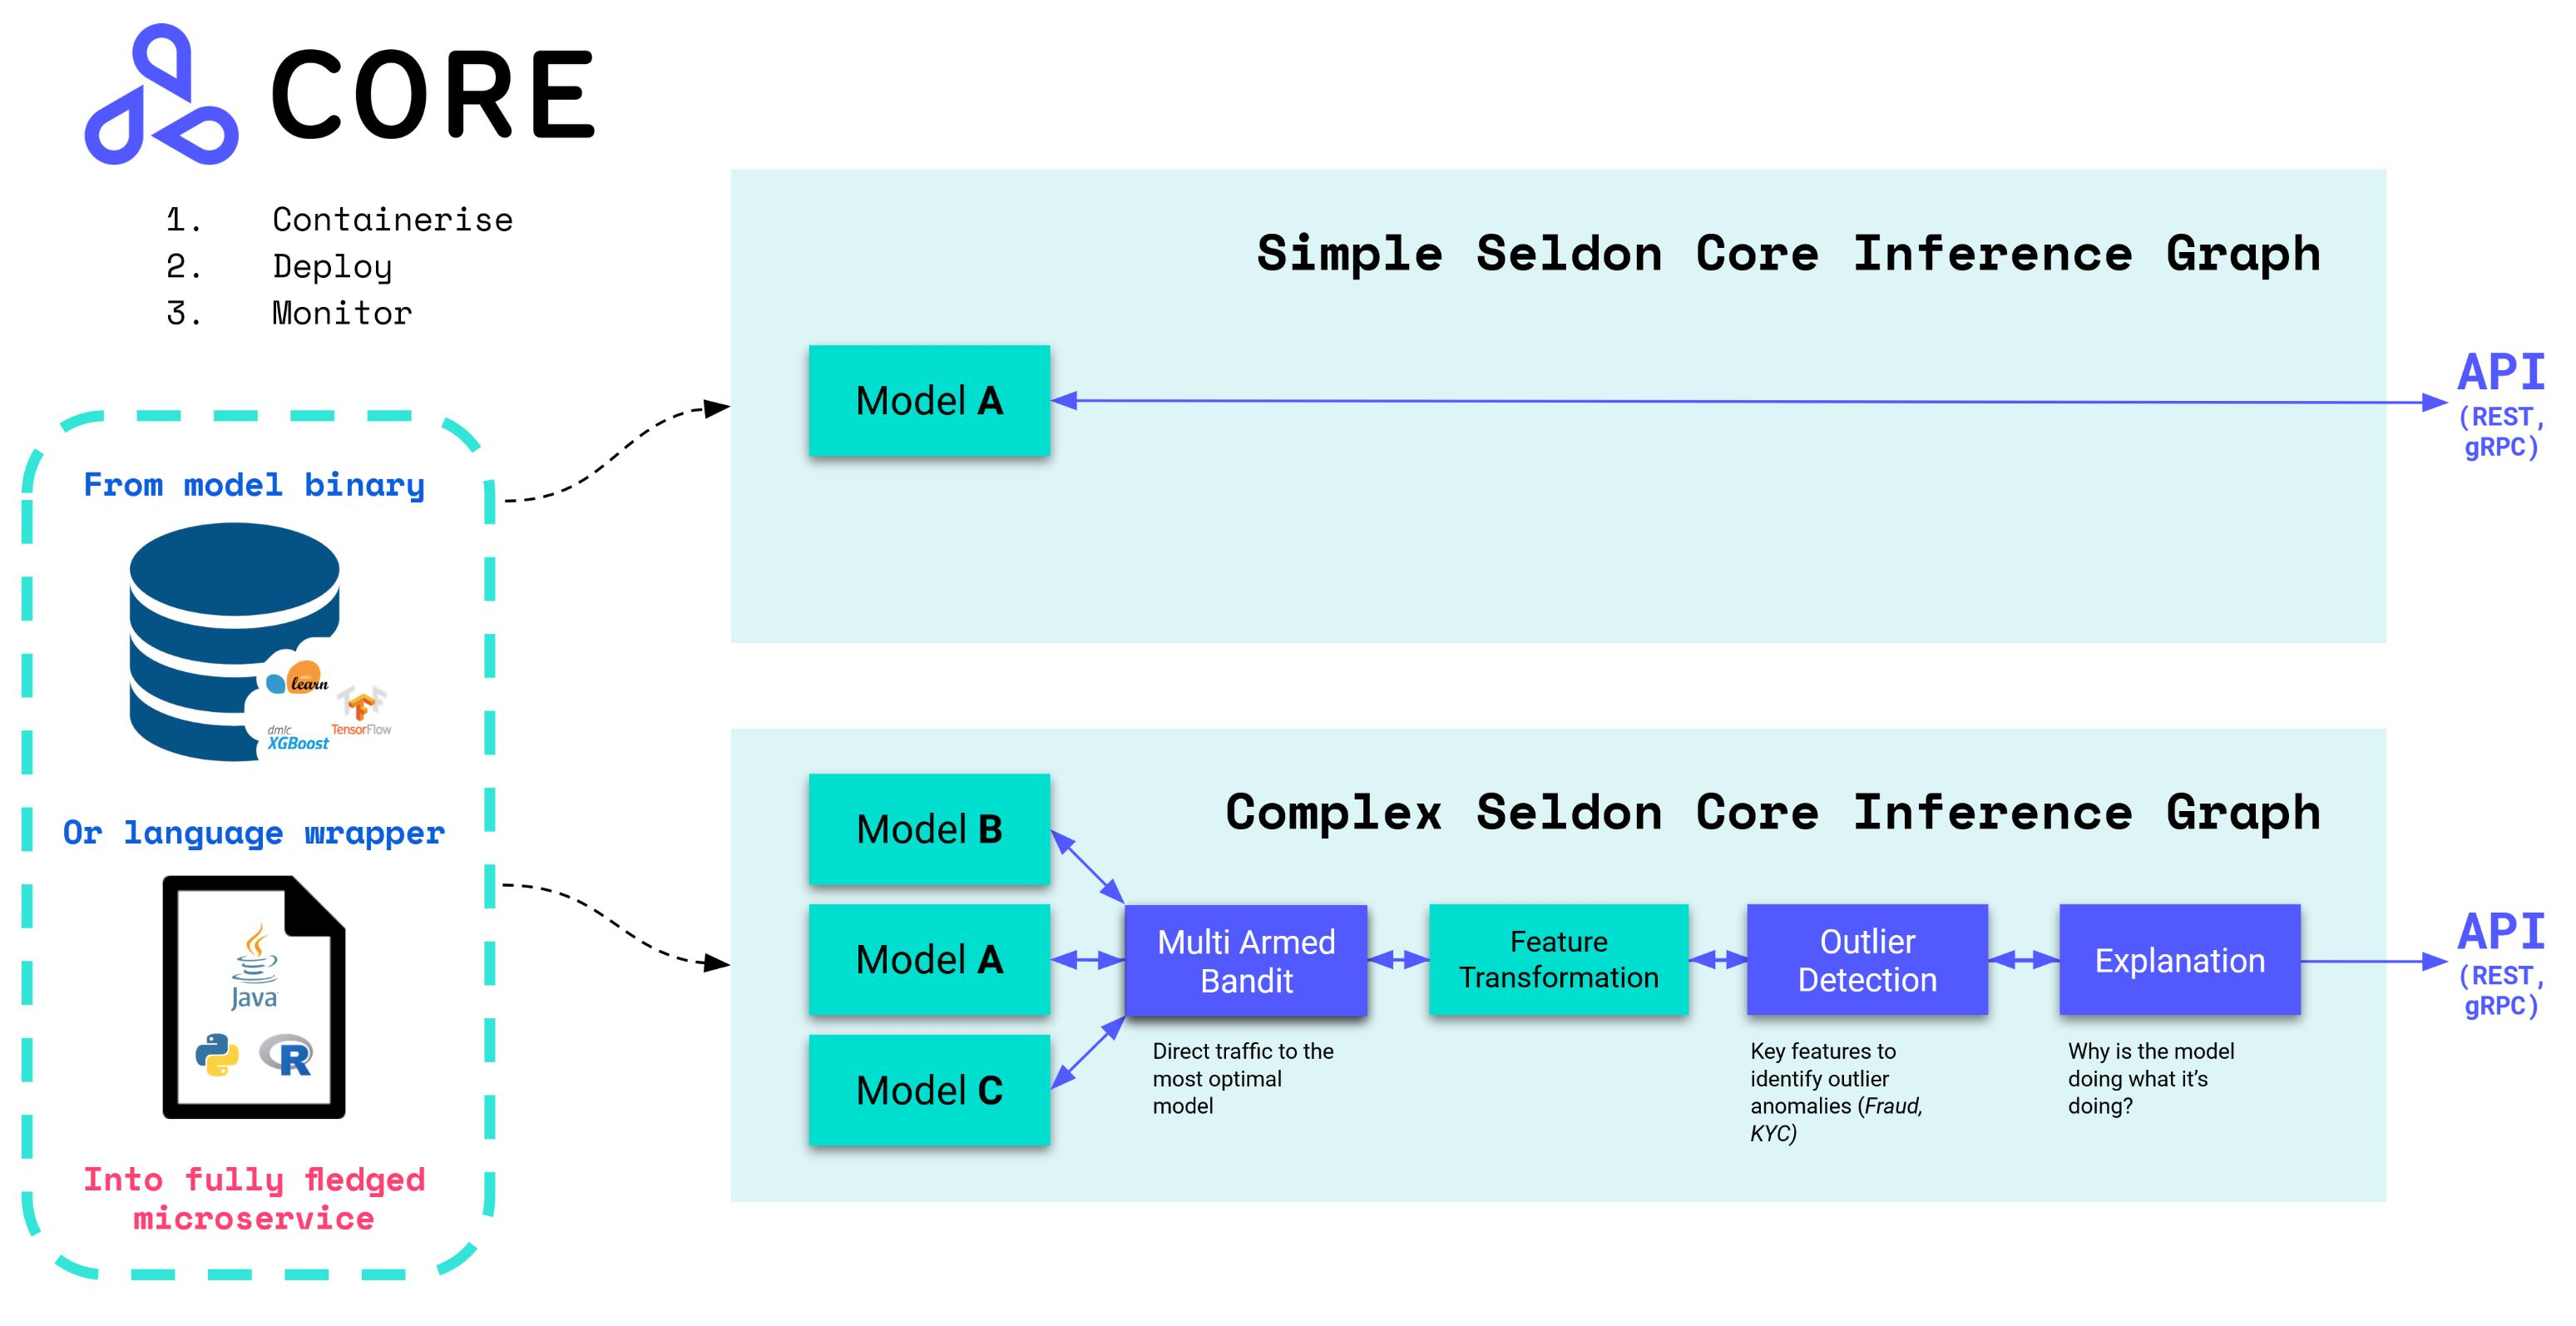 CORE
1. Containerise
2. Deploy
3. Monitor
From model binary
learn
dmlc
XGBoost
TensorFlow
Or language wrapper
Java
R
Into fully fledged
microservice
Simple Seldon Core Inference Graph
Model A
API
(REST,
gRPC)
Complex Seldon Core Inference Graph
Model B
Model A
Model C
Multi Armed
Bandit
Direct traffic to the
most optimal
model
Feature
Transformation
Outlier
Detection
Key features to
identify outlier
anomalies (Fraud,
KYC)
Explanation
Why is the model
doing what it’s
doing?
API
(REST,
gRPC)